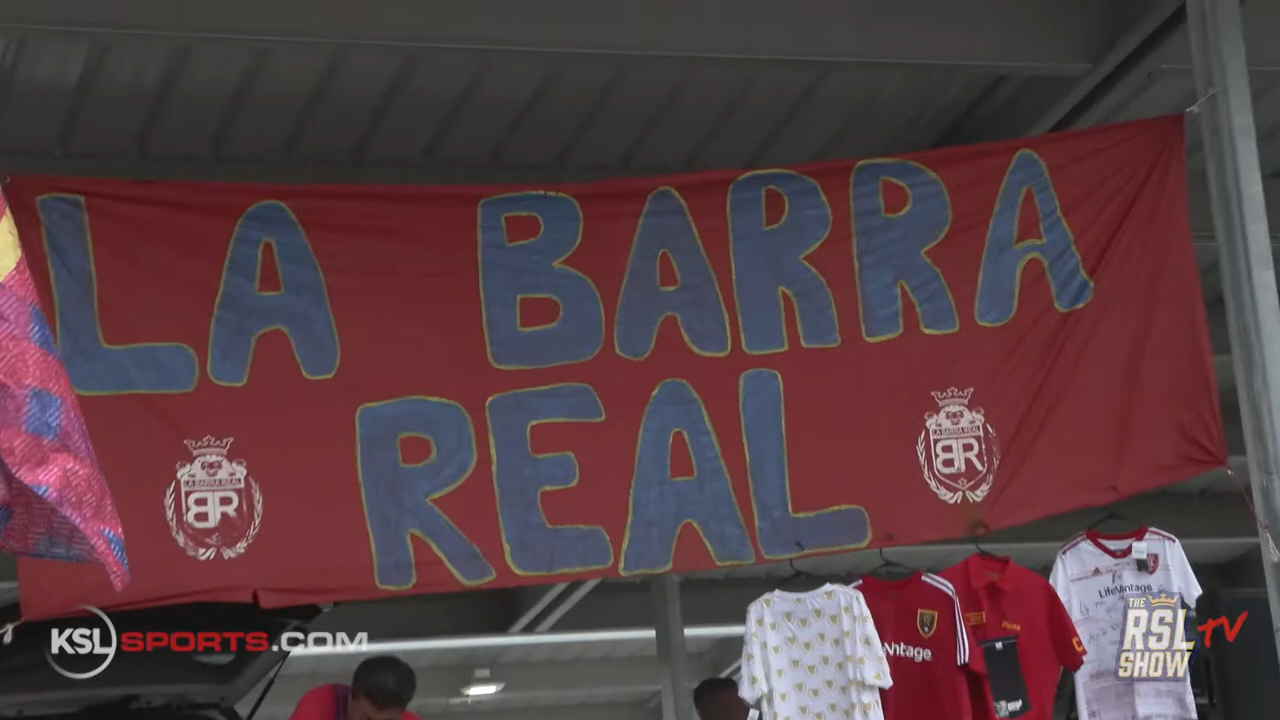 LA BARRA
REAL
LA BARRA REAL
BR
LA BARRA REAL
BR
LifeVantage
ntage
KSL SPORTS.COM
THE
RSL TV
SHOW